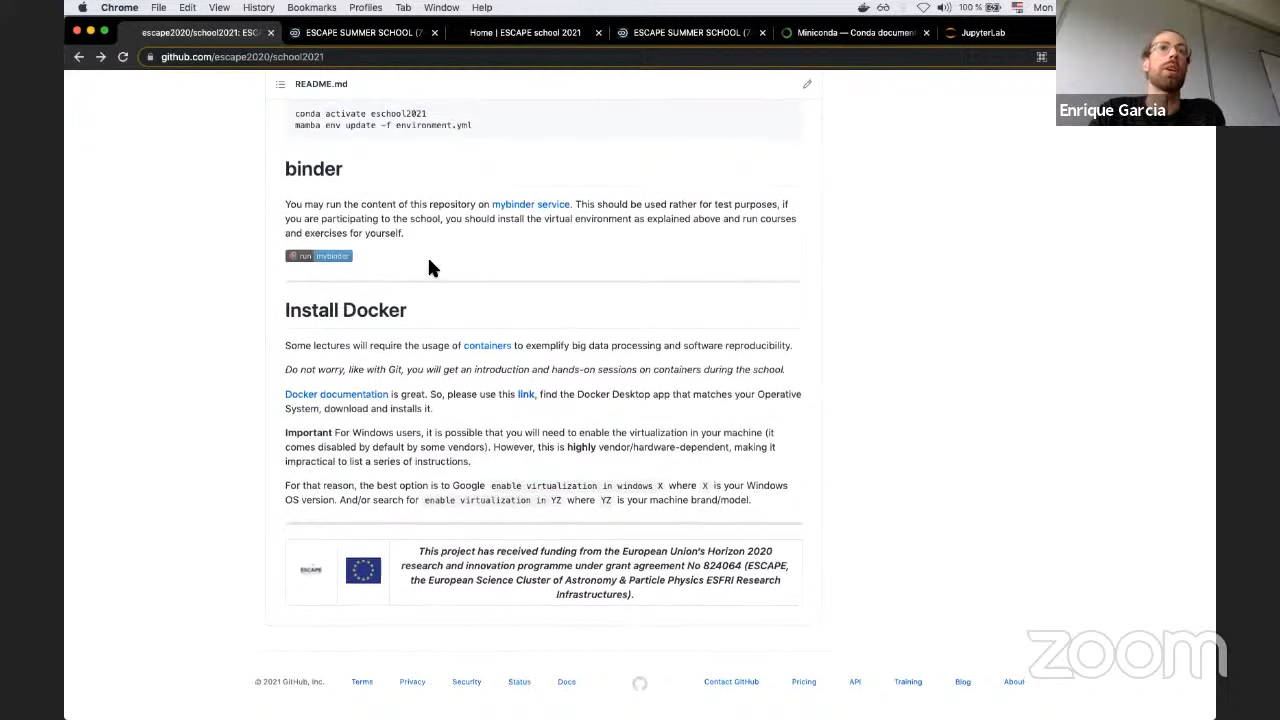 Chrome File Edit View History Bookmarks Profiles Tab Window Help 100 % Mon
escape2020/school2021: ESC ESCAPE SUMMER SCHOOL (7 Home | ESCAPE school 2021 ESCAPE SUMMER SCHOOL (7 Miniconda — Conda document JupyterLab
github.com/escape2020/school2021
Enrique Garcia
README.md
conda activate eschool2021
mamba env update -f environment.yml
binder
You may run the content of this repository on mybinder service. This should be used rather for test purposes, if
you are participating to the school, you should install the virtual environment as explained above and run courses
and exercises for yourself.
run mybinder
Install Docker
Some lectures will require the usage of containers to exemplify big data processing and software reproducibility.
Do not worry, like with Git, you will get an introduction and hands-on sessions on containers during the school.
Docker documentation is great. So, please use this link, find the Docker Desktop app that matches your Operative
System, download and installs it.
Important For Windows users, it is possible that you will need to enable the virtualization in your machine (it
comes disabled by default by some vendors). However, this is highly vendor/hardware-dependent, making it
impractical to list a series of instructions.
For that reason, the best option is to Google enable virtualization in windows X where X is your Windows
OS version. And/or search for enable virtualization in YZ where YZ is your machine brand/model.
This project has received funding from the European Union's Horizon 2020
research and innovation programme under grant agreement No 824064 (ESCAPE,
the European Science Cluster of Astronomy & Particle Physics ESFRI Research
Infrastructures).
ESCAPE
zoom
© 2021 GitHub, Inc. Terms Privacy Security Status Docs Contact GitHub Pricing API Training Blog About